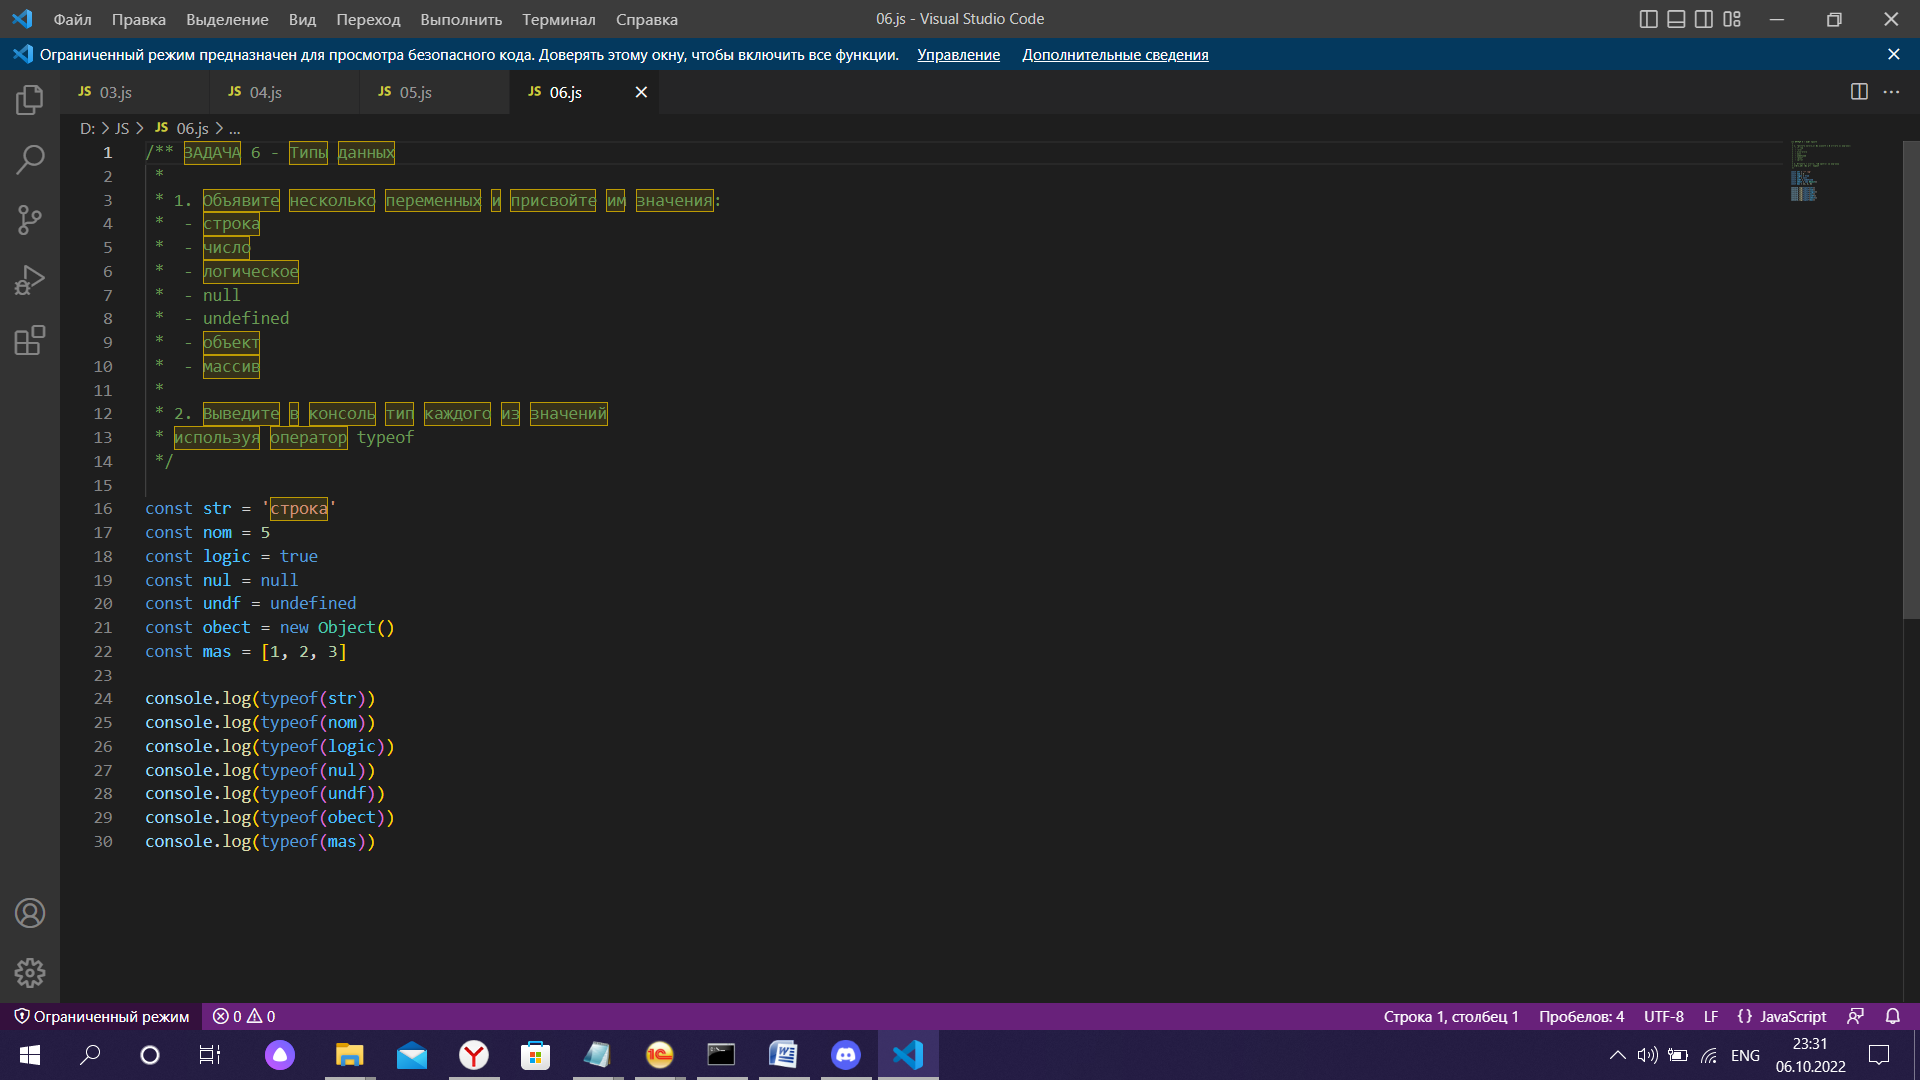 Файл Правка Выделение Вид Переход Выполнить Терминал Справка 06.js - Visual Studio Code
Ограниченный режим предназначен для просмотра безопасного кода. Доверять этому окну, чтобы включить все функции. Управление Дополнительные сведения
JS 03.js JS 04.js JS 05.js JS 06.js
D: > JS > JS 06.js > ...
1 /** ЗАДАЧА 6 - Типы данных
2 *
3 * 1. Объявите несколько переменных и присвойте им значения:
4 * - строка
5 * - число
6 * - логическое
7 * - null
8 * - undefined
9 * - объект
10 * - массив
11 *
12 * 2. Выведите в консоль тип каждого из значений
13 * используя оператор typeof
14 */
15
16 const str = 'строка'
17 const nom = 5
18 const logic = true
19 const nul = null
20 const undf = undefined
21 const obect = new Object()
22 const mas = [1, 2, 3]
23
24 console.log(typeof(str))
25 console.log(typeof(nom))
26 console.log(typeof(logic))
27 console.log(typeof(nul))
28 console.log(typeof(undf))
29 console.log(typeof(obect))
30 console.log(typeof(mas))
Ограниченный режим 0 0 Строка 1, столбец 1 Пробелов: 4 UTF-8 LF {} JavaScript
ENG 23:31
06.10.2022